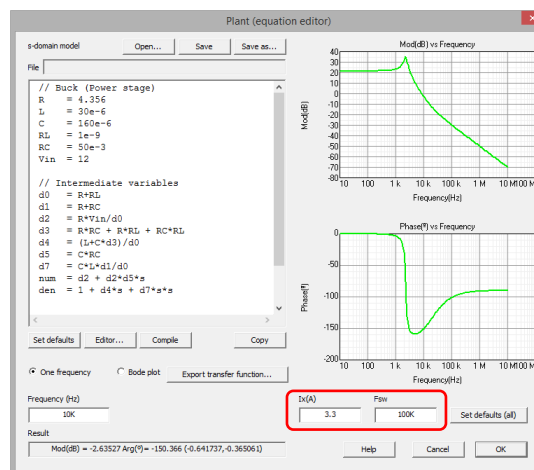 Plant (equation editor)
s-domain model
Open...
Save
Save as...
File
// Buck (Power stage)
R = 4.356
L = 30e-6
C = 160e-6
RL = 1e-9
RC = 50e-3
Vin = 12
// Intermediate variables
d0 = R+RL
d1 = R+RC
d2 = R*Vin/d0
d3 = R*RC + R*RL + RC*RL
d4 = (L+C*d3)/d0
d5 = C*RC
d7 = C*L*d1/d0
num = d2 + d2*d5*s
den = 1 + d4*s + d7*s*s
Set defaults
Editor...
Compile
Copy
One frequency
Bode plot
Export transfer function...
Frequency (Hz)
10K
Result
Mod(dB) = -2.63527 Arg(º)= -150.366 (-0.641737,-0.365061)
Mod(dB) vs Frequency
Mod(dB)
40
30
20
10
0
-10
-20
-30
-40
-50
-60
-70
-80
10 100 1 k 10 k 100 k 1 M 10 M100 M
Frequency(Hz)
Phase(º) vs Frequency
Phase(º)
0
-50
-100
-150
-200
10 100 1 k 10 k 100 k 1 M 10 M100 M
Frequency(Hz)
Ix(A)
3.3
Fsw
100K
Set defaults (all)
Help
Cancel
OK